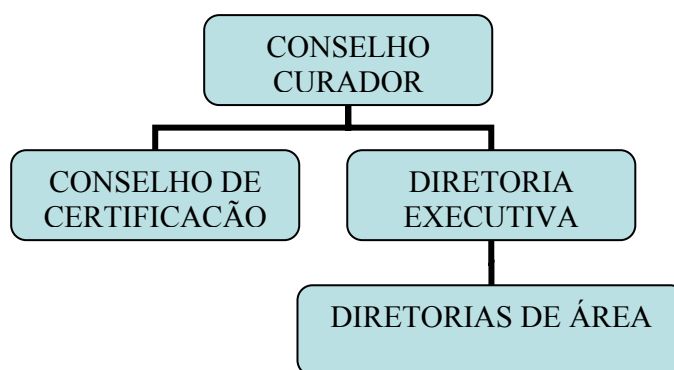 CONSELHO
CURADOR
CONSELHO DE
CERTIFICACÃO
DIRETORIA
EXECUTIVA
DIRETORIAS DE ÁREA